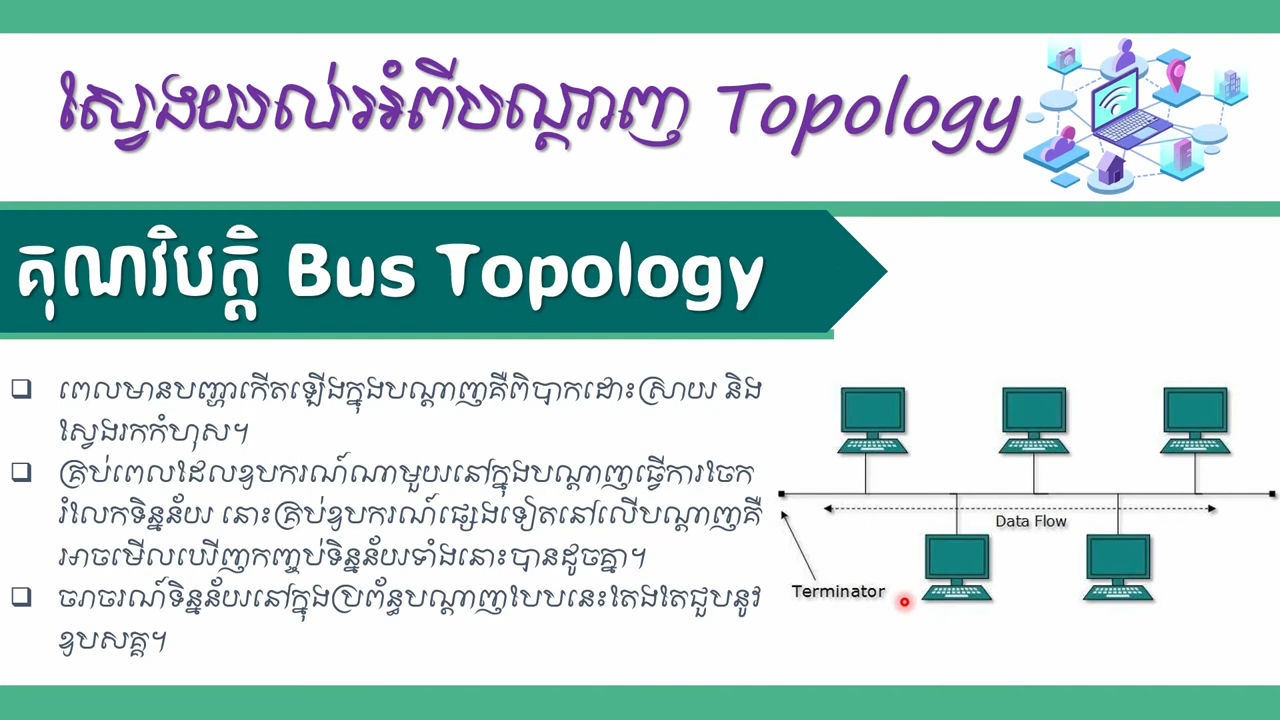 ស្វែងយល់អំពីបណ្ដាញ Topology
គុណវិបត្តិ Bus Topology
❑ ពេលមានបញ្ហាកើតឡើងក្នុងបណ្ដាញគឺពិបាកដោះស្រាយ និង
ស្វែងរកកំហុស។
❑ គ្រប់ពេលដែលឧបករណ៍ណាមួយនៅក្នុងបណ្ដាញធ្វើការចែក
រំលែកទិន្នន័យ នោះគ្រប់ឧបករណ៍ផ្សេងទៀតនៅលើបណ្ដាញគឺ
អាចមើលឃើញកញ្ចប់ទិន្នន័យទាំងនោះបានដូចគ្នា។
❑ ចរាចរណ៍ទិន្នន័យនៅក្នុងប្រព័ន្ធបណ្ដាញបែបនេះតែងតែជួបនូវ
ឧបសគ្គ។
Data Flow
Terminator